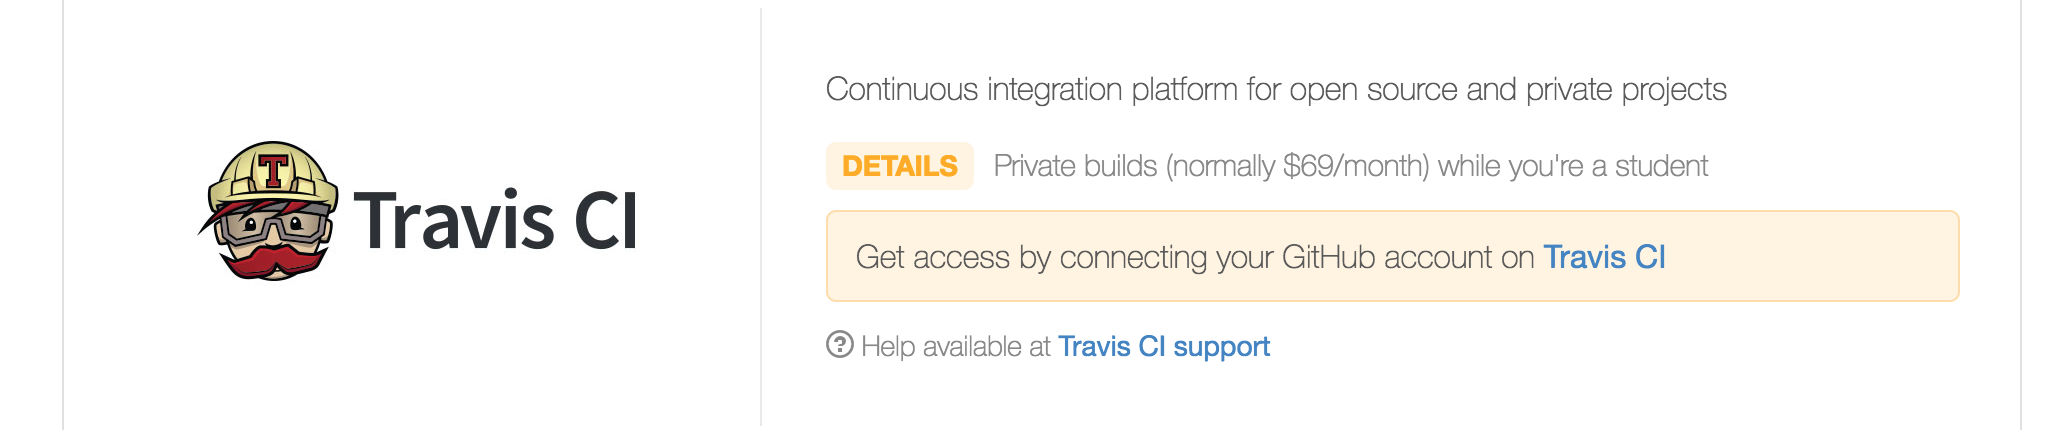 T
Travis CI
Continuous integration platform for open source and private projects
DETAILS Private builds (normally $69/month) while you're a student
Get access by connecting your GitHub account on Travis CI
? Help available at Travis CI support